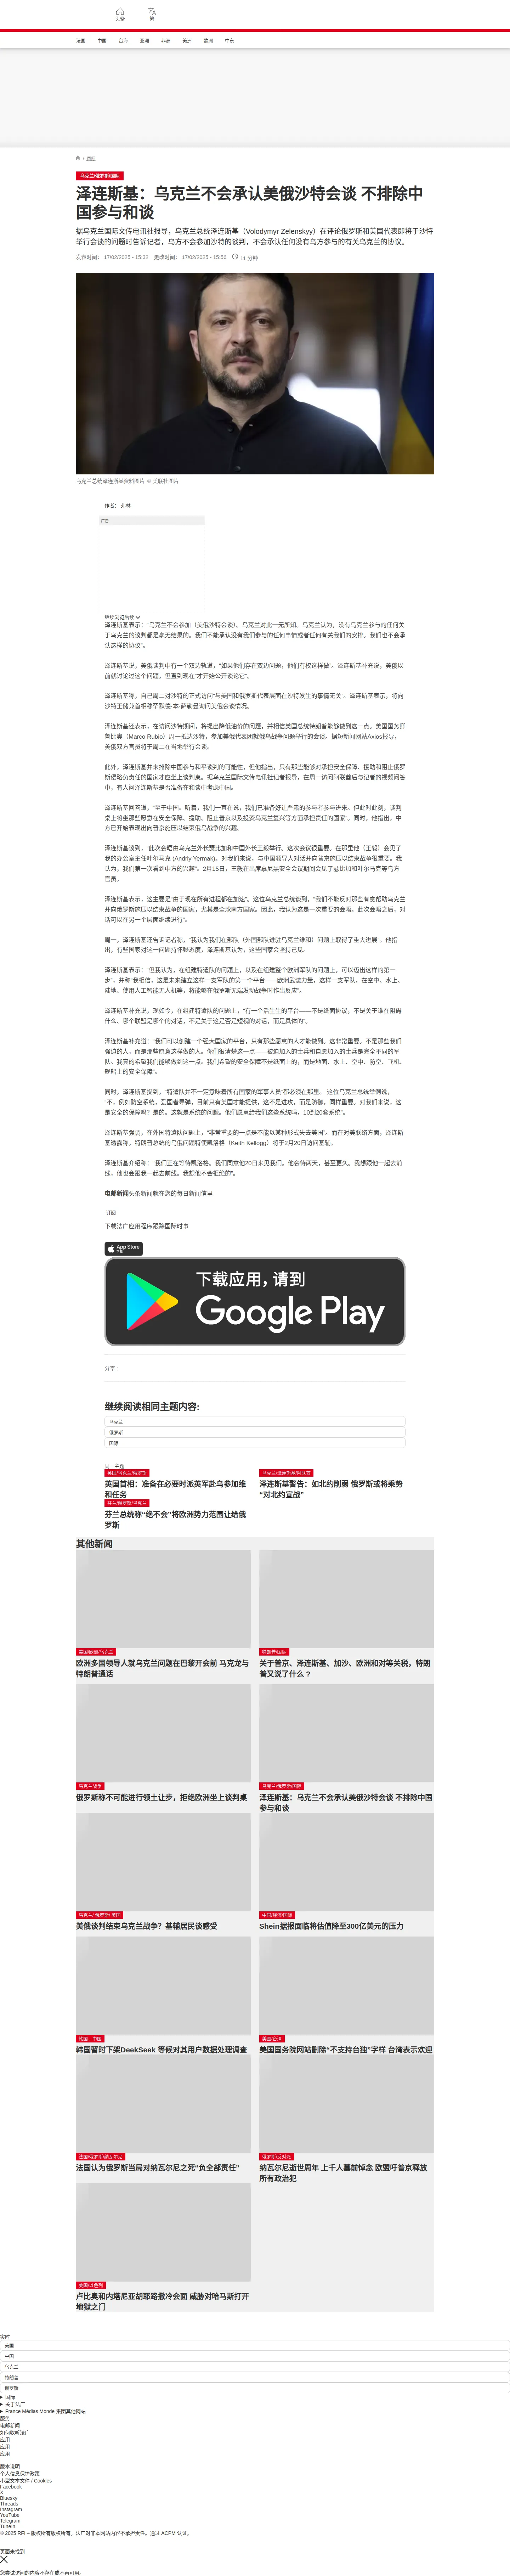 头条
繁
法国
中国
台海
亚洲
非洲
美洲
欧洲
中东
/ 国际
乌克兰/俄罗斯/国际
泽连斯基：乌克兰不会承认美俄沙特会谈 不排除中
国参与和谈
据乌克兰国际文传电讯社报导，乌克兰总统泽连斯基（Volodymyr Zelenskyy）在评论俄罗斯和美国代表即将于沙特
举行会谈的问题时告诉记者，乌方不会参加沙特的谈判，不会承认任何没有乌方参与的有关乌克兰的协议。
发表时间： 17/02/2025 - 15:32 更改时间： 17/02/2025 - 15:56 11 分钟
乌克兰总统泽连斯基资料图片 © 美联社图片
作者： 弗林
广告
继续浏览后续
泽连斯基表示：“乌克兰不会参加（美俄沙特会谈），乌克兰对此一无所知。乌克兰认为，没有乌克兰参与的任何关
于乌克兰的谈判都是毫无结果的。我们不能承认没有我们参与的任何事情或者任何有关我们的安排。我们也不会承
认这样的协议”。
泽连斯基说，美俄谈判中有一个双边轨道，“如果他们存在双边问题，他们有权这样做”。泽连斯基补充说，美俄以
前就讨论过这个问题，但直到现在“才开始公开谈论它”。
泽连斯基称，自己周二对沙特的正式访问“与美国和俄罗斯代表层面在沙特发生的事情无关”。泽连斯基表示，将向
沙特王储兼首相穆罕默德·本·萨勒曼询问美俄会谈情况。
泽连斯基还表示，在访问沙特期间，将提出降低油价的问题，并相信美国总统特朗普能够做到这一点。美国国务卿
鲁比奥（Marco Rubio）周一抵达沙特，参加美俄代表团就俄乌战争问题举行的会谈。据短新闻网站Axios报导，
美俄双方官员将于周二在当地举行会谈。
此外，泽连斯基并未排除中国参与和平谈判的可能性，但他指出，只有那些能够对承担安全保障、援助和阻止俄罗
斯侵略负责任的国家才应坐上谈判桌。据乌克兰国际文传电讯社记者报导，在周一访问阿联酋后与记者的视频问答
中，有人问泽连斯基是否准备在和谈中考虑中国。
泽连斯基回答道，“至于中国。听着，我们一直在说，我们已准备好让严肃的参与者参与进来。但此时此刻，谈判
桌上将坐那些愿意在安全保障、援助、阻止普京以及投资乌克兰复兴等方面承担责任的国家”。同时，他指出，中
方已开始表现出向普京施压以结束俄乌战争的兴趣。
泽连斯基谈到，“此次会晤由乌克兰外长瑟比加和中国外长王毅举行。这次会议很重要。在那里他（王毅）会见了
我的办公室主任叶尔马克 (Andriy Yermak)。对我们来说，与中国领导人对话并向普京施压以结束战争很重要。我
认为，我们第一次看到中方的兴趣”。2月15日，王毅在出席慕尼黑安全会议期间会见了瑟比加和叶尔马克等乌方
官员。
泽连斯基表示，这主要是“由于现在所有进程都在加速”。这位乌克兰总统谈到，“我们不能反对那些有意帮助乌克兰
并向俄罗斯施压以结束战争的国家，尤其是全球南方国家。因此，我认为这是一次重要的会晤。此次会晤之后，对
话可以在另一个层面继续进行”。
周一，泽连斯基还告诉记者称，“我认为我们在部队（外国部队进驻乌克兰维和）问题上取得了重大进展”。他指
出，有些国家对这一问题持怀疑态度，泽连斯基认为，这些国家会坚持己见。
泽连斯基表示：“但我认为，在组建特遣队的问题上，以及在组建整个欧洲军队的问题上，可以迈出这样的第一
步”，并称“我相信，这是未来建立这样一支军队的第一个平台——欧洲武装力量，这样一支军队，在空中、水上、
陆地、使用人工智能无人机等，将能够在俄罗斯无端发动战争时作出反应”。
泽连斯基补充说，现如今，在组建特遣队的问题上，“有一个活生生的平台——不是纸面协议，不是关于谁在阻碍
什么、哪个联盟是哪个的对话，不是关于这是否是短视的对话，而是具体的”。
泽连斯基补充道：“我们可以创建一个强大国家的平台，只有那些愿意的人才能做到。这非常重要。不是那些我们
强迫的人，而是那些愿意这样做的人。你们很清楚这一点——被迫加入的士兵和自愿加入的士兵是完全不同的军
队。我真的希望我们能够做到这一点。我们希望的安全保障不是纸面上的，而是地面、水上、空中、防空、飞机、
舰船上的安全保障”。
同时，泽连斯基提到，“特遣队并不一定意味着所有国家的军事人员”都必须在那里。 这位乌克兰总统举例说，
“不，例如防空系统，爱国者导弹，目前只有美国才能提供，这不是进攻，而是防御，同样重要。对我们来说，这
是安全的保障吗？是的。这就是系统的问题。他们愿意给我们这些系统吗，10到20套系统”。
泽连斯基强调，在外国特遣队问题上，“非常重要的一点是不能以某种形式失去美国”。而在对美联络方面，泽连斯
基透露称，特朗普总统的乌俄问题特使凯洛格（Keith Kellogg）将于2月20日访问基辅。
泽连斯基介绍称：“我们正在等待凯洛格。我们同意他20日来见我们。他会待两天，甚至更久。我想跟他一起去前
线，他也会跟我一起去前线。我想他不会拒绝的”。
电邮新闻头条新闻就在您的每日新闻信里
订阅
下载法广应用程序跟踪国际时事
App Store
下载应用，请到
Google Play
分享 :
继续阅读相同主题内容:
乌克兰
俄罗斯
国际
同一主题
英国/乌克兰/俄罗斯
英国首相：准备在必要时派英军赴乌参加维
和任务
乌克兰/泽连斯基/阿联酋
泽连斯基警告：如北约削弱 俄罗斯或将乘势
“对北约宣战”
芬兰/俄罗斯/乌克兰
芬兰总统称“绝不会”将欧洲势力范围让给俄
罗斯
其他新闻
美国/欧洲/乌克兰
欧洲多国领导人就乌克兰问题在巴黎开会前 马克龙与
特朗普通话
特朗普/国际
关于普京、泽连斯基、加沙、欧洲和对等关税，特朗
普又说了什么 ?
乌克兰战争
俄罗斯称不可能进行领土让步，拒绝欧洲坐上谈判桌
乌克兰/俄罗斯/国际
泽连斯基：乌克兰不会承认美俄沙特会谈 不排除中国
参与和谈
乌克兰/ 俄罗斯/ 美国
美俄谈判结束乌克兰战争？基辅居民谈感受
中国/经济/国际
Shein据报面临将估值降至300亿美元的压力
韩国、中国
韩国暂时下架DeekSeek 等候对其用户数据处理调查
美国/台湾
美国国务院网站删除“不支持台独”字样 台湾表示欢迎
法国/俄罗斯/纳瓦尔尼
法国认为俄罗斯当局对纳瓦尔尼之死“负全部责任”
俄罗斯/反对派
纳瓦尔尼逝世周年 上千人墓前悼念 欧盟吁普京释放
所有政治犯
美国/以色列
卢比奥和内塔尼亚胡耶路撒冷会面 威胁对哈马斯打开
地狱之门
实时
美国
中国
乌克兰
特朗普
俄罗斯
国际
关于法广
France Médias Monde 集团其他网站
服务
电邮新闻
如何收听法广
应用
应用
应用
版本说明
个人信息保护政策
小型文本文件 / Cookies
Facebook
X
Bluesky
Threads
Instagram
YouTube
Telegram
TuneIn
© 2025 RFI – 版权所有版权所有。法广对非本网站内容不承担责任。通过 ACPM 认证。
页面未找到
您尝试访问的内容不存在或不再可用。